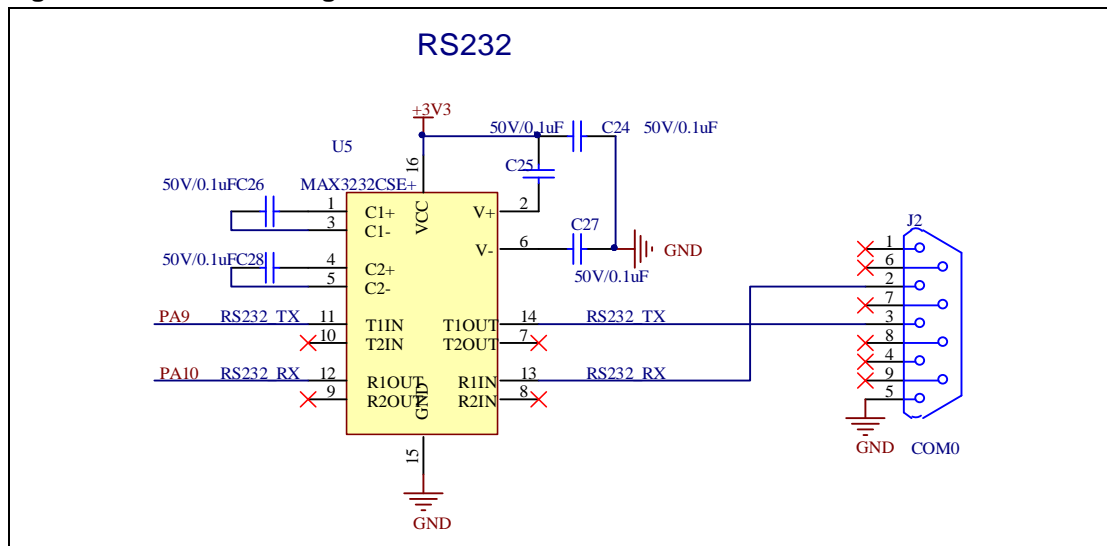 RS232
+3V3
50V/0.1uF C24 50V/0.1uF
U5
16
C25
50V/0.1uFC26 MAX3232CSE+
1 C1+ VCC V+ 2
3 C1-
C27 J2
V- 6 GND 1
50V/0.1uFC28 4 C2+ 6
5 C2- 50V/0.1uF 2
7
PA9 RS232_TX 11 T1IN T1OUT 14 RS232_TX 3
10 T2IN T2OUT 7 8
4
PA10 RS232_RX 12 R1OUT R1IN 13 RS232_RX 9
9 R2OUT GND R2IN 8 5
GND COM0
15
GND